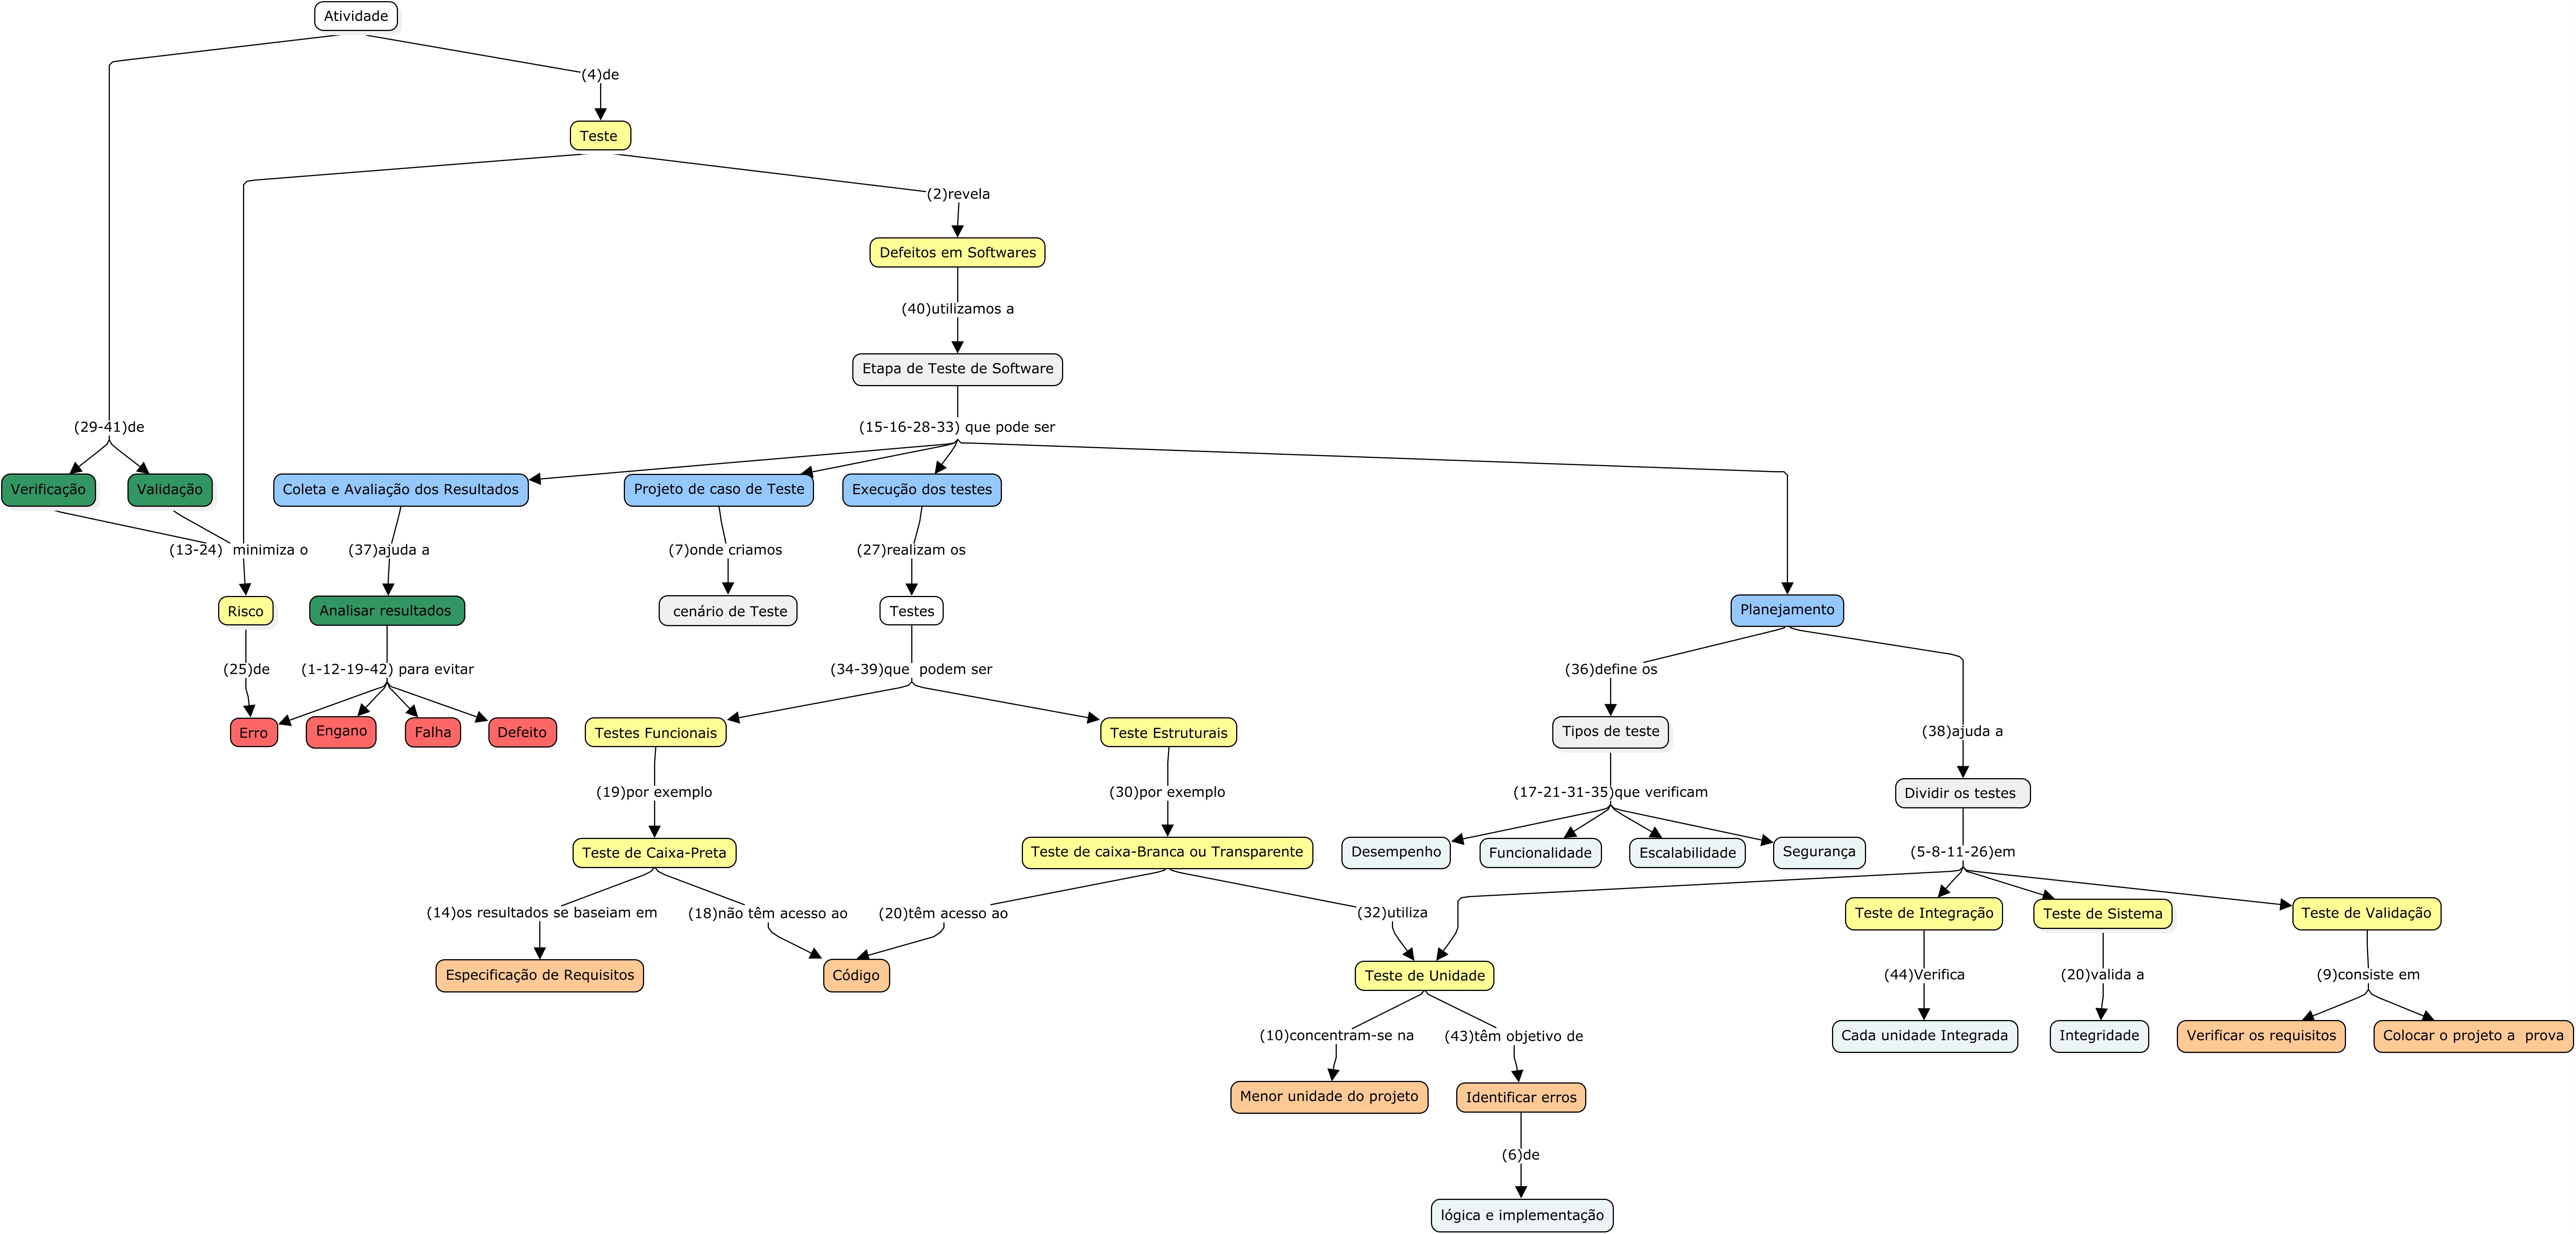 Atividade
(4)de
Teste
(2)revela
Defeitos em Softwares
(40)utilizamos a
Etapa de Teste de Software
(29-41)de
(15-16-28-33) que pode ser
Verificação
Validação
Coleta e Avaliação dos Resultados
Projeto de caso de Teste
Execução dos testes
(13-24) minimiza o
(37)ajuda a
(7)onde criamos
(27)realizam os
Risco
Analisar resultados
cenário de Teste
Testes
Planejamento
(25)de
(1-12-19-42) para evitar
(34-39)que podem ser
(36)define os
Erro
Engano
Falha
Defeito
Testes Funcionais
Teste Estruturais
Tipos de teste
(38)ajuda a
(19)por exemplo
(30)por exemplo
(17-21-31-35)que verificam
Dividir os testes
Teste de Caixa-Preta
Teste de caixa-Branca ou Transparente
Desempenho
Funcionalidade
Escalabilidade
Segurança
(5-8-11-26)em
(14)os resultados se baseiam em
(18)não têm acesso ao
(20)têm acesso ao
(32)utiliza
Teste de Integração
Teste de Sistema
Teste de Validação
Especificação de Requisitos
Código
Teste de Unidade
(44)Verifica
(20)valida a
(9)consiste em
(10)concentram-se na
(43)têm objetivo de
Cada unidade Integrada
Integridade
Verificar os requisitos
Colocar o projeto a prova
Menor unidade do projeto
Identificar erros
(6)de
lógica e implementação